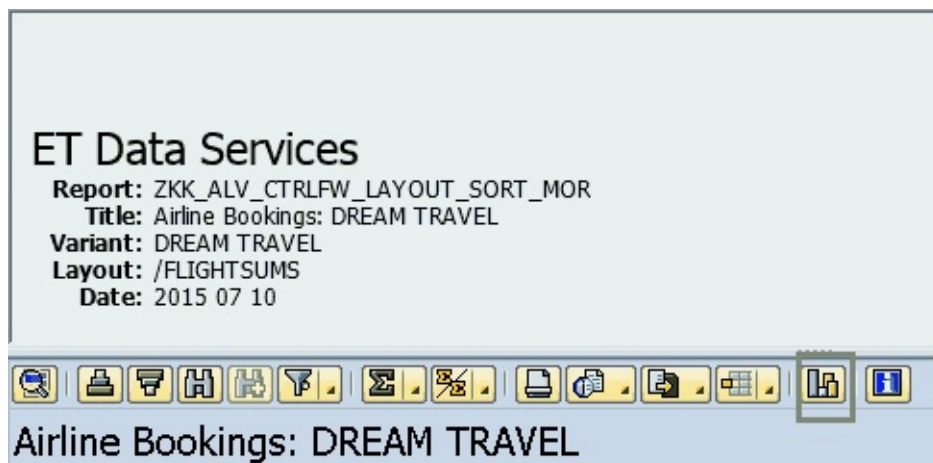 ET Data Services
Report: ZKK_ALV_CTRLFW_LAYOUT_SORT_MOR
Title: Airline Bookings: DREAM TRAVEL
Variant: DREAM TRAVEL
Layout: /FLIGHTSUMS
Date: 2015 07 10
Airline Bookings: DREAM TRAVEL